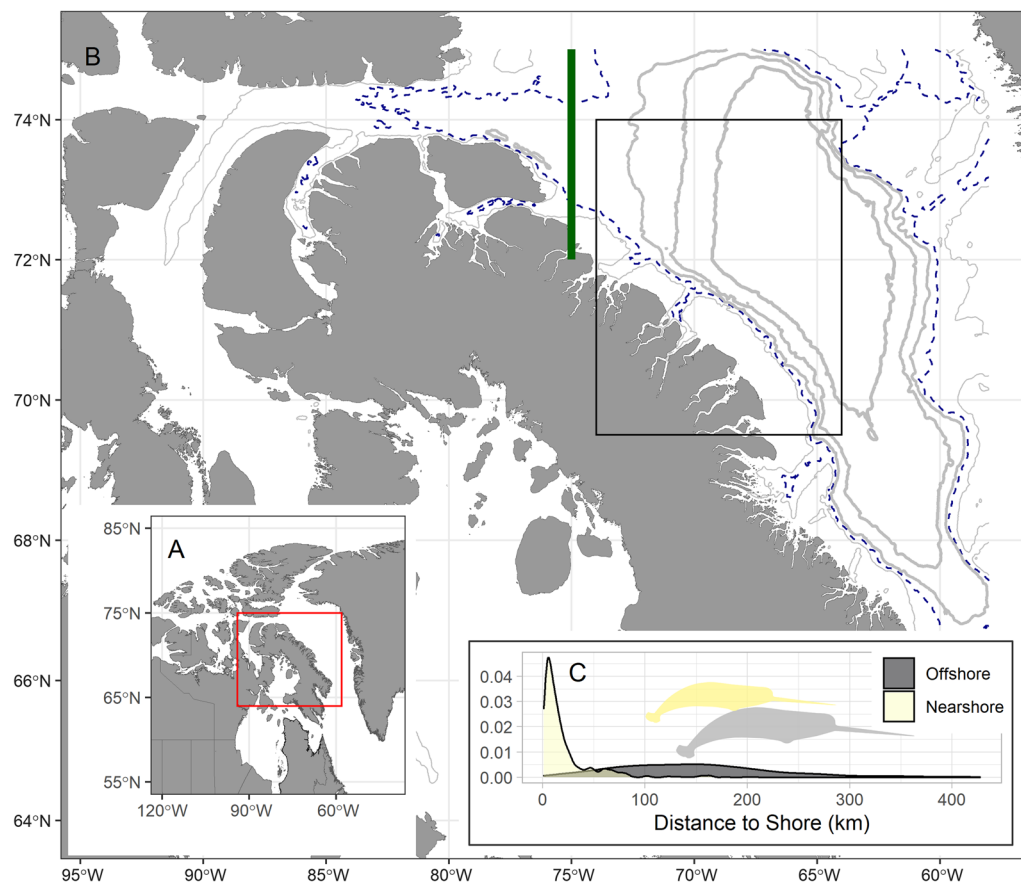 B
74°N
72°N
70°N
68°N
66°N
64°N
95°W
90°W
85°W
80°W
75°W
70°W
65°W
60°W
A
85°N
75°N
65°N
55°N
120°W
90°W
60°W
C
0.04
0.03
0.02
0.01
0.00
0
100
200
300
400
Distance to Shore (km)
Offshore
Nearshore